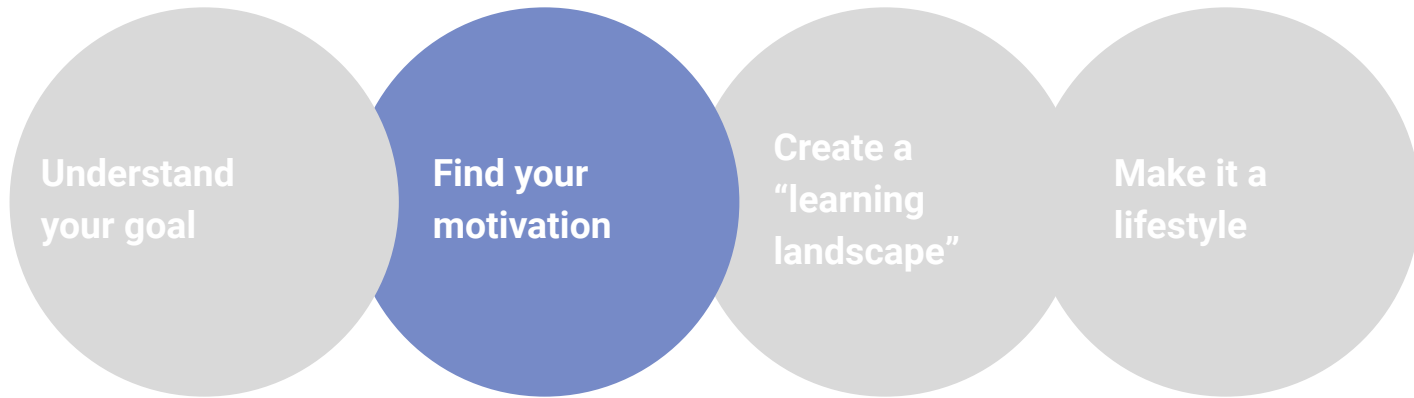 Understand
your goal
Find your
motivation
Create a
“learning
landscape”
Make it a
lifestyle